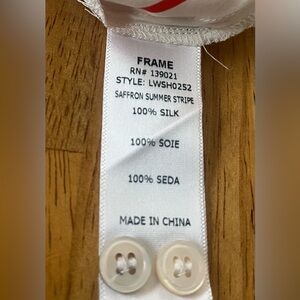 FRAME
RN# 139021
STYLE: LWSH0252
SAFFRON SUMMER STRIPE
100% SILK
100% SOIE
100% SEDA
MADE IN CHINA